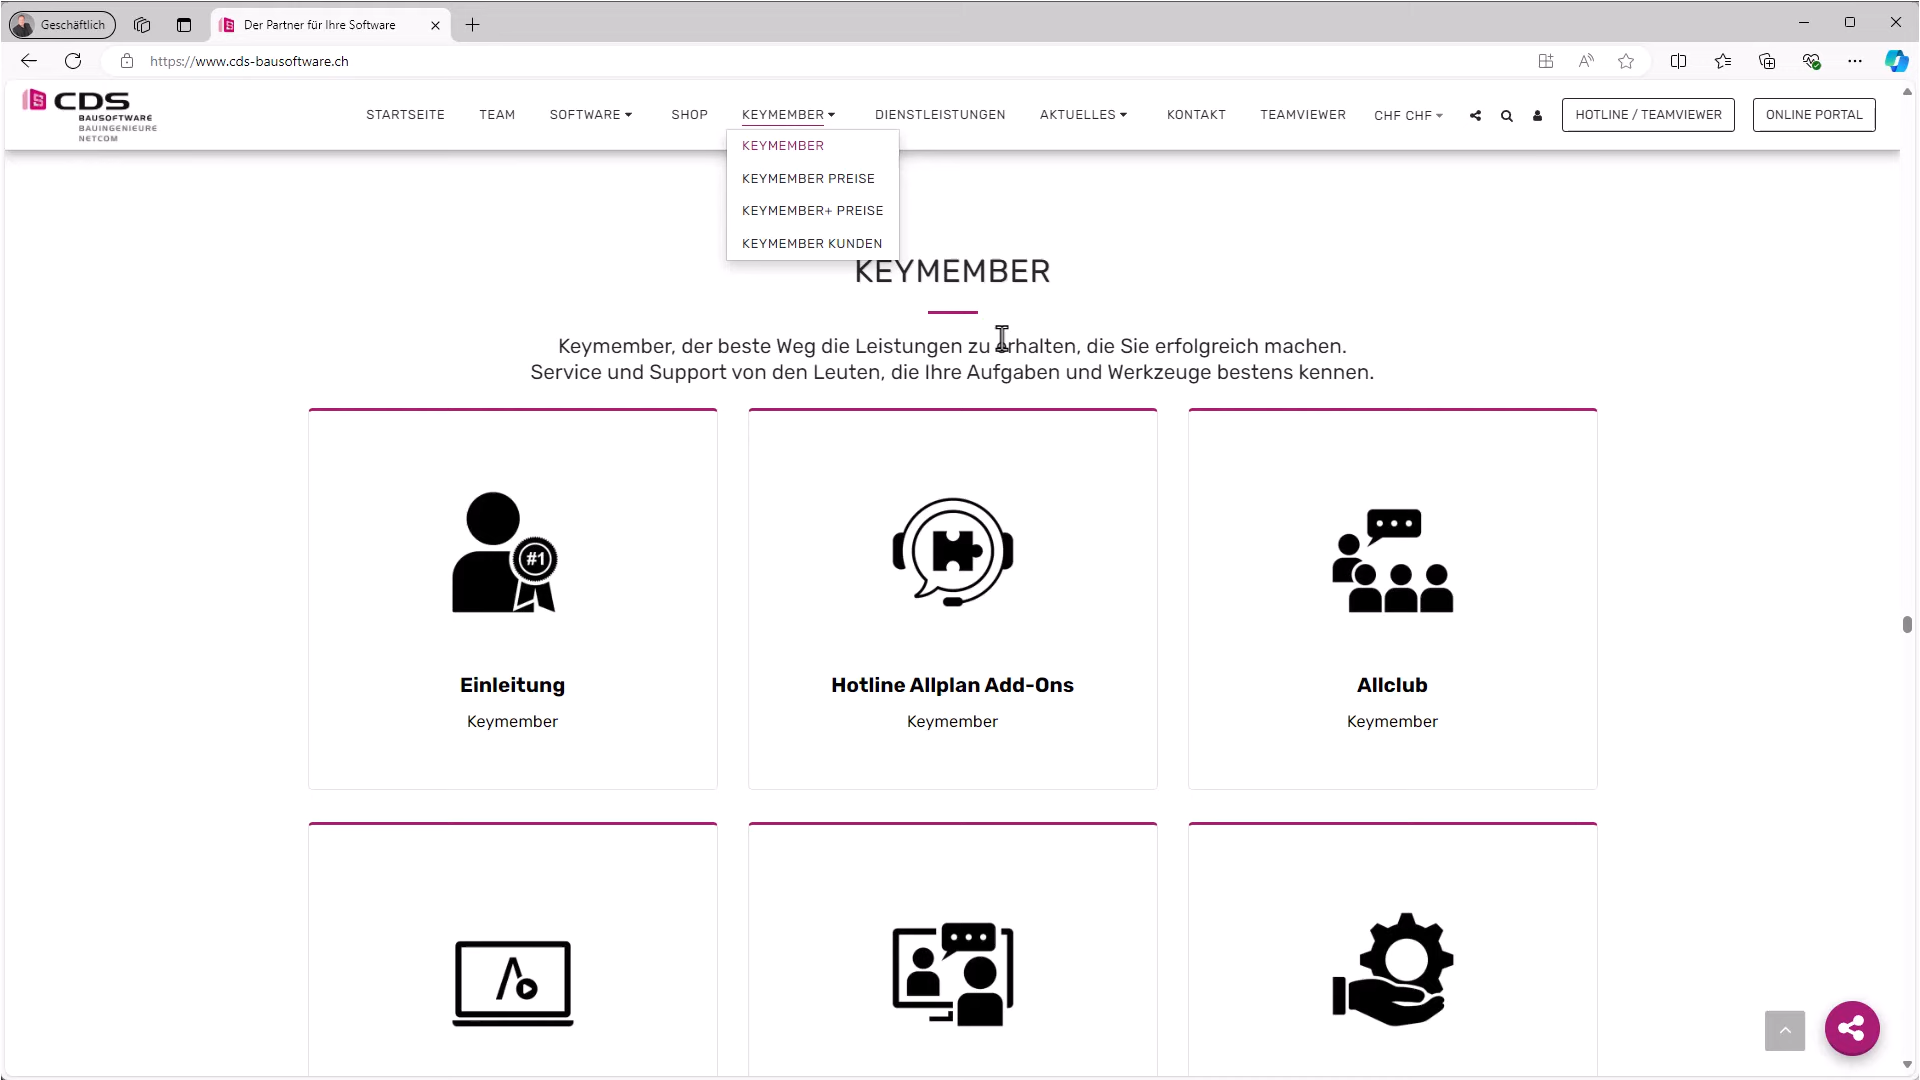 Geschäftlich
Der Partner für Ihre Software
https://www.cds-bausoftware.ch
CDS
BAUSOFTWARE
BAUINGENIEURE
NETCOM
STARTSEITE TEAM SOFTWARE SHOP KEYMEMBER DIENSTLEISTUNGEN AKTUELLES KONTAKT TEAMVIEWER CHF CHF HOTLINE / TEAMVIEWER ONLINE PORTAL
KEYMEMBER
KEYMEMBER PREISE
KEYMEMBER+ PREISE
KEYMEMBER KUNDEN
KEYMEMBER
Keymember, der beste Weg die Leistungen zu erhalten, die Sie erfolgreich machen.
Service und Support von den Leuten, die Ihre Aufgaben und Werkzeuge bestens kennen.
#1
Einleitung
Keymember
Hotline Allplan Add-Ons
Keymember
Allclub
Keymember